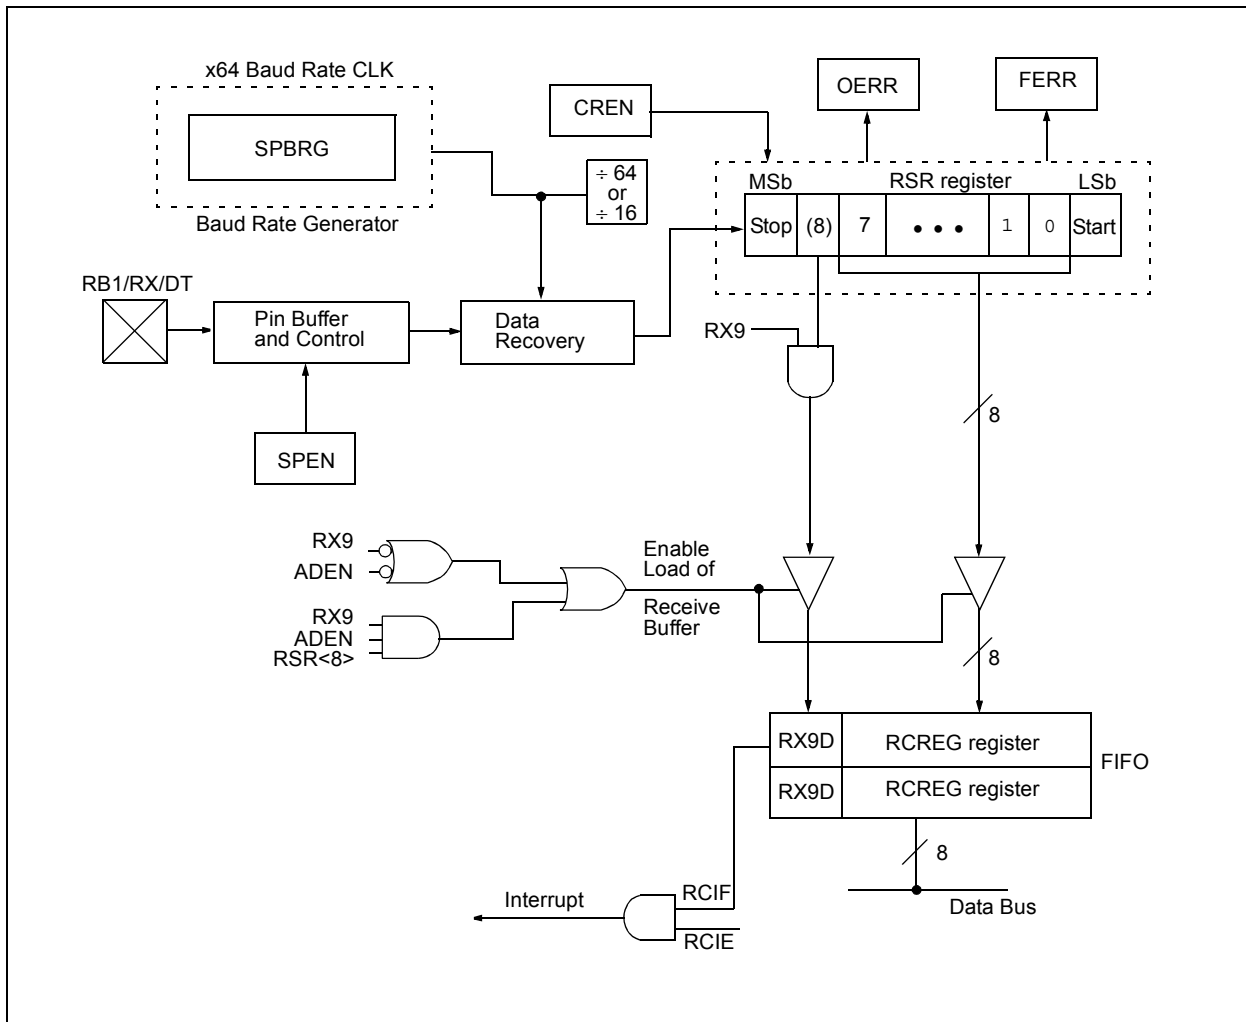 x64 Baud Rate CLK
SPBRG
Baud Rate Generator
CREN
OERR
FERR
÷ 64
or
÷ 16
MSb
RSR register
LSb
Stop
(8)
7
• • •
1
0
Start
RB1/RX/DT
Pin Buffer
and Control
Data
Recovery
RX9
SPEN
8
RX9
ADEN
RX9
ADEN
RSR<8>
Enable
Load of
Receive
Buffer
8
RX9D
RCREG register
RX9D
RCREG register
FIFO
8
Data Bus
Interrupt
RCIF
RCIE